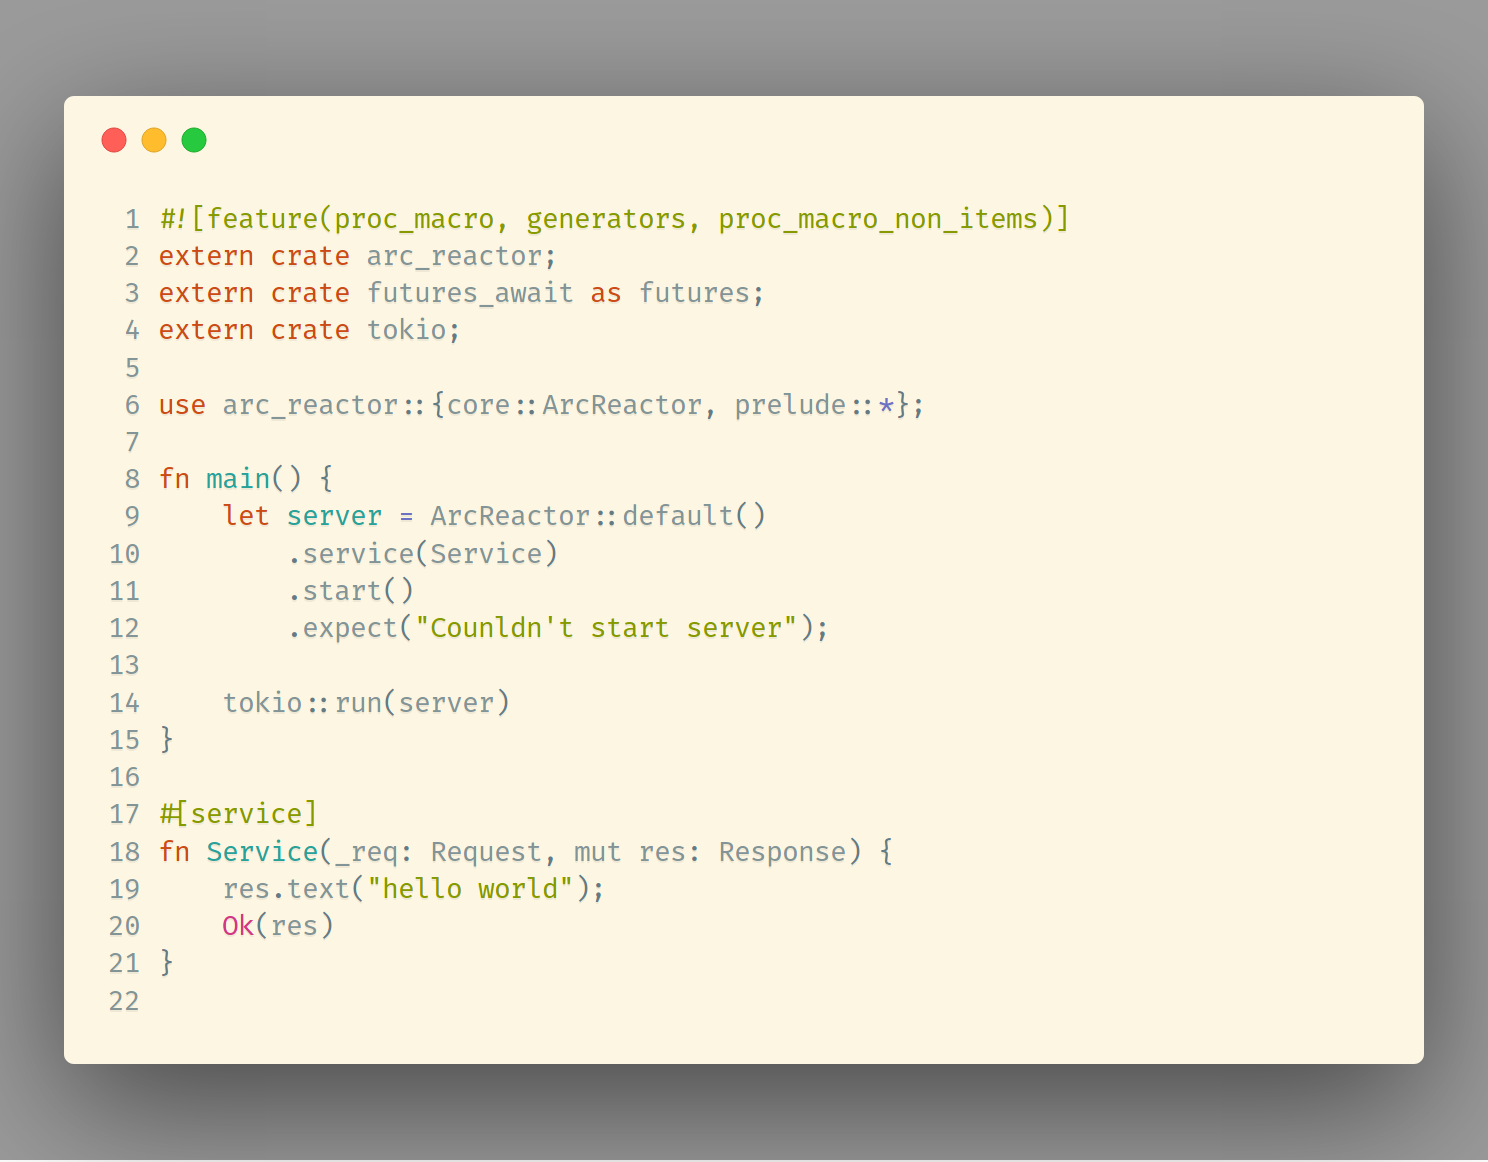 1 #![feature(proc_macro, generators, proc_macro_non_items)]
2 extern crate arc_reactor;
3 extern crate futures_await as futures;
4 extern crate tokio;
5
6 use arc_reactor::{core::ArcReactor, prelude::*};
7
8 fn main() {
9     let server = ArcReactor::default()
10         .service(Service)
11         .start()
12         .expect("Counldn't start server");
13
14     tokio::run(server)
15 }
16
17 #[service]
18 fn Service(_req: Request, mut res: Response) {
19     res.text("hello world");
20     Ok(res)
21 }
22